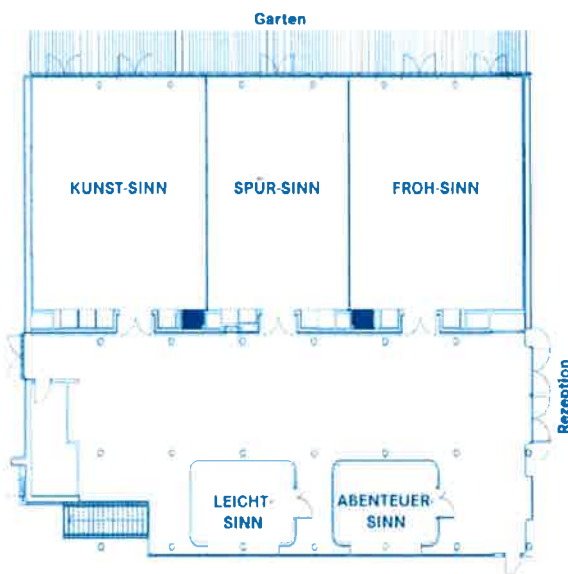 Garten
KUNST-SINN
SPÜR-SINN
FROH-SINN
Rezeption
LEICHT-
SINN
ABENTEUER-
SINN